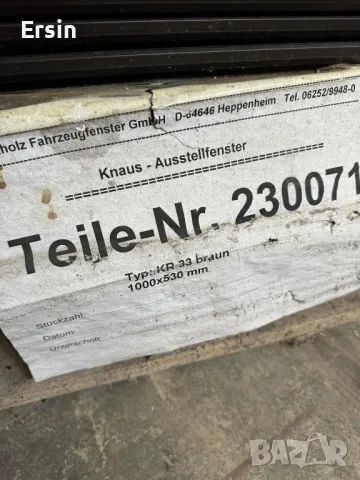 Ersin
holz Fahrzeugfenster GmbH D-64646 Heppenheim Tel. 06252/9948-0
Knaus - Ausstellfenster
Teile-Nr. 230071
Typ: KR 33 braun
1000x530 mm
Stückzahl:
Datum
Unterschrift
BAZAR